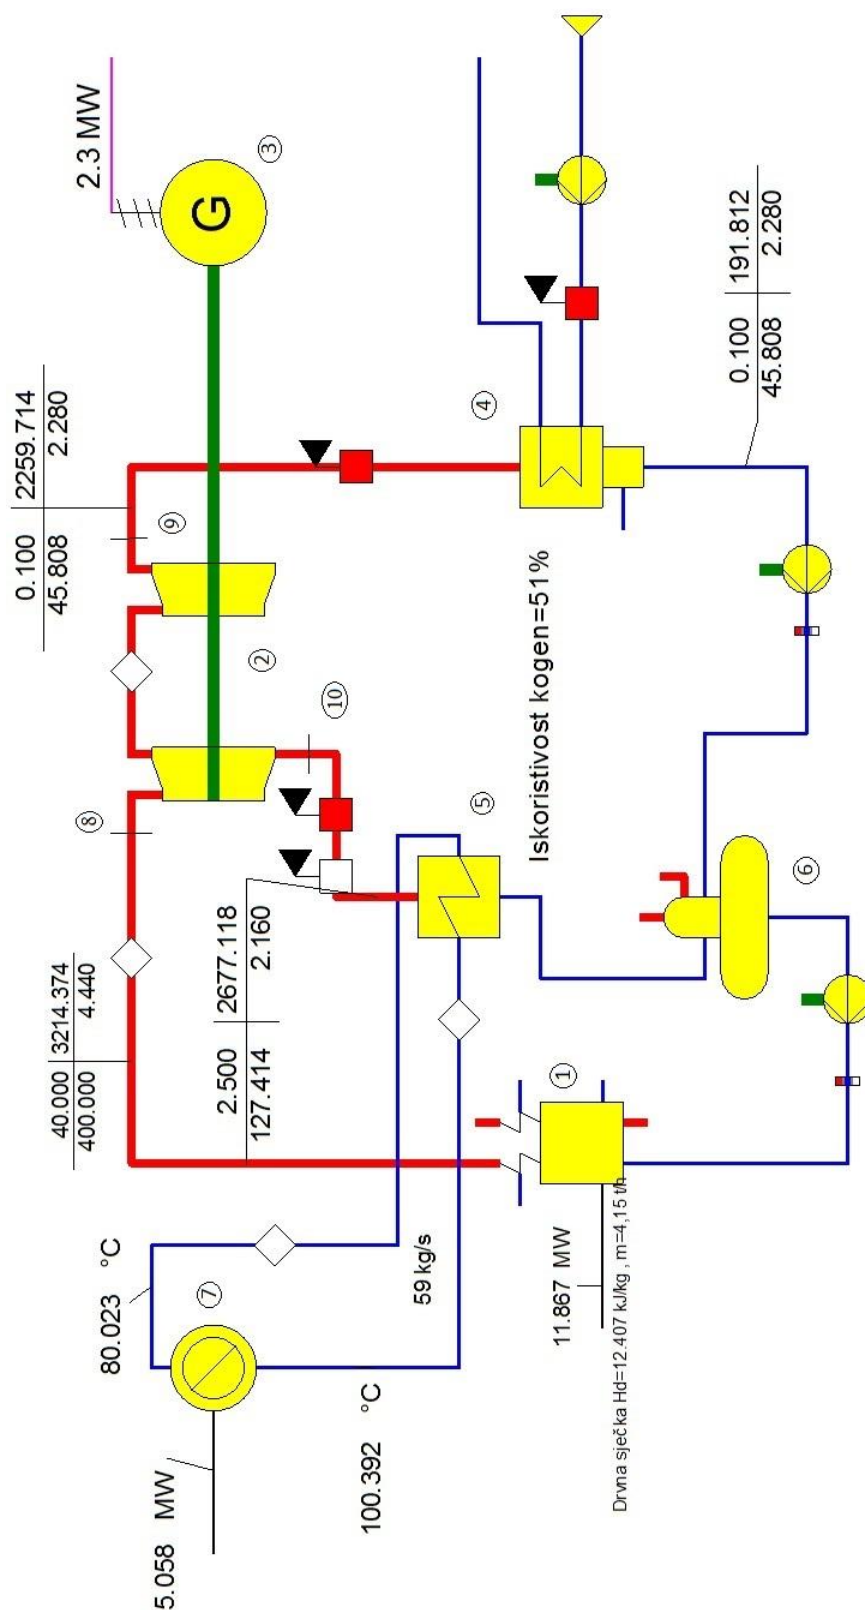 2.3 MW
G
③
0.100 2259.714
45.808 2.280
⑨
②
④
0.100 191.812
45.808 2.280
Iskoristivost kogen=51%
⑩
⑧
⑤
⑥
40.000 3214.374
400.000 4.440
2.500 2677.118
127.414 2.160
①
11.867 MW
Drvna sječka Hd=12.407 kJ/kg , m=4,15 t/h
59 kg/s
80.023 °C
⑦
100.392 °C
5.058 MW